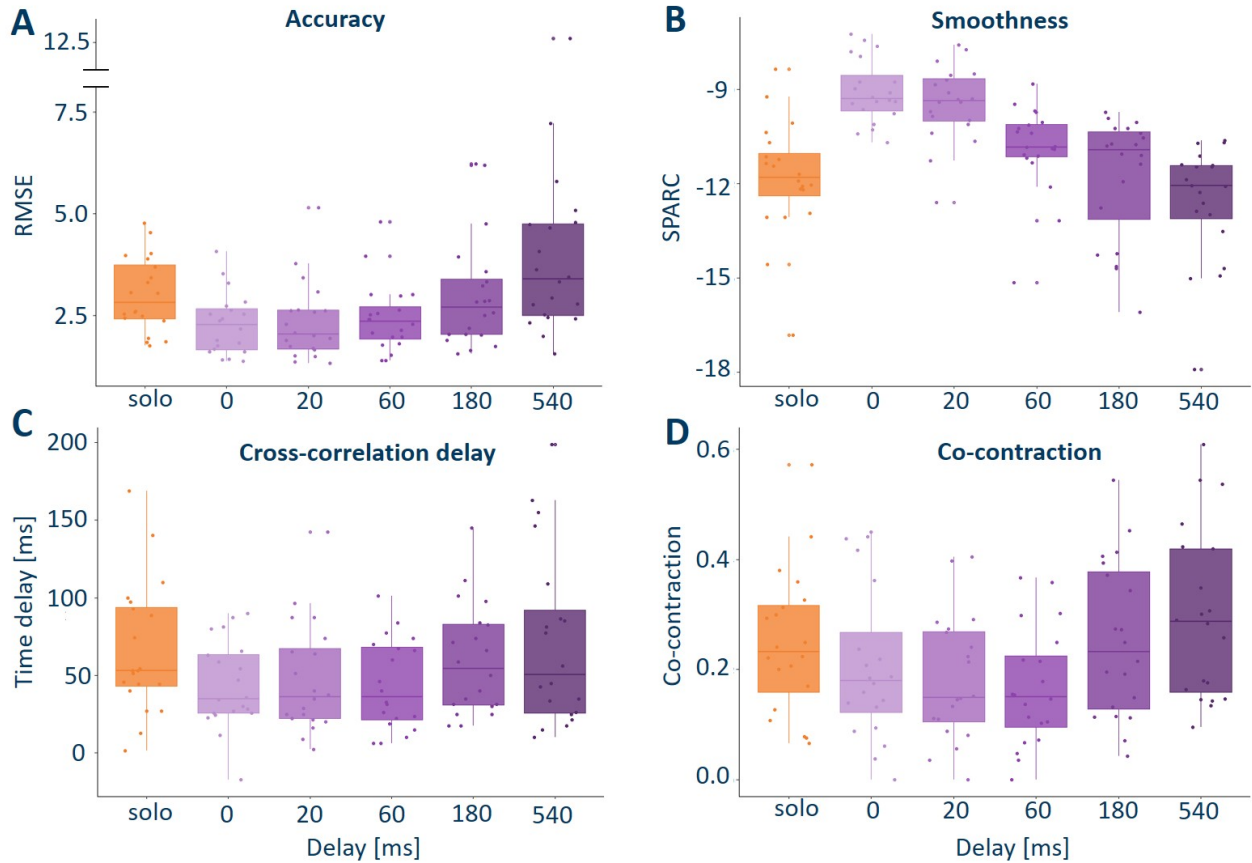 A
Accuracy
12.5
7.5
5.0
2.5
RMSE
solo 0 20 60 180 540
B
Smoothness
-9
-12
-15
-18
SPARC
solo 0 20 60 180 540
C
Cross-correlation delay
200
150
100
50
0
Time delay [ms]
solo 0 20 60 180 540
Delay [ms]
D
Co-contraction
0.6
0.4
0.2
0.0
Co-contraction
solo 0 20 60 180 540
Delay [ms]